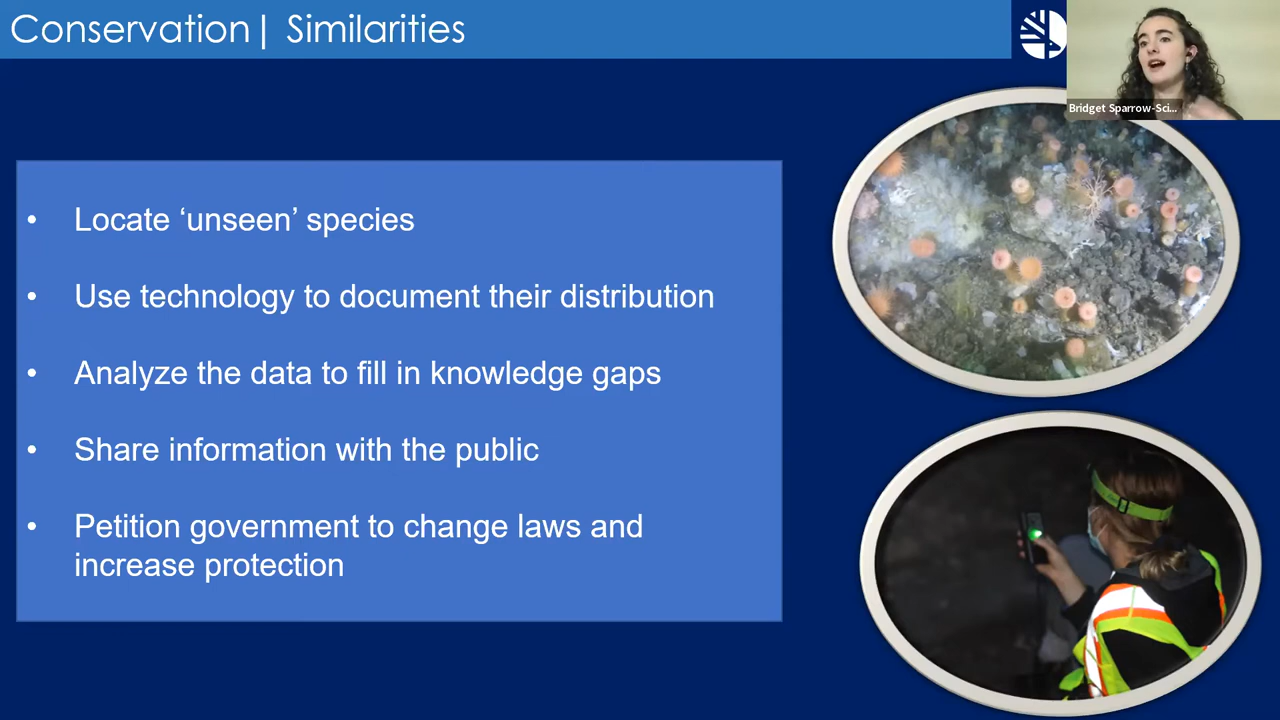 Conservation| Similarities
Bridget Sparrow-Sci...
• Locate ‘unseen’ species
• Use technology to document their distribution
• Analyze the data to fill in knowledge gaps
• Share information with the public
• Petition government to change laws and
increase protection